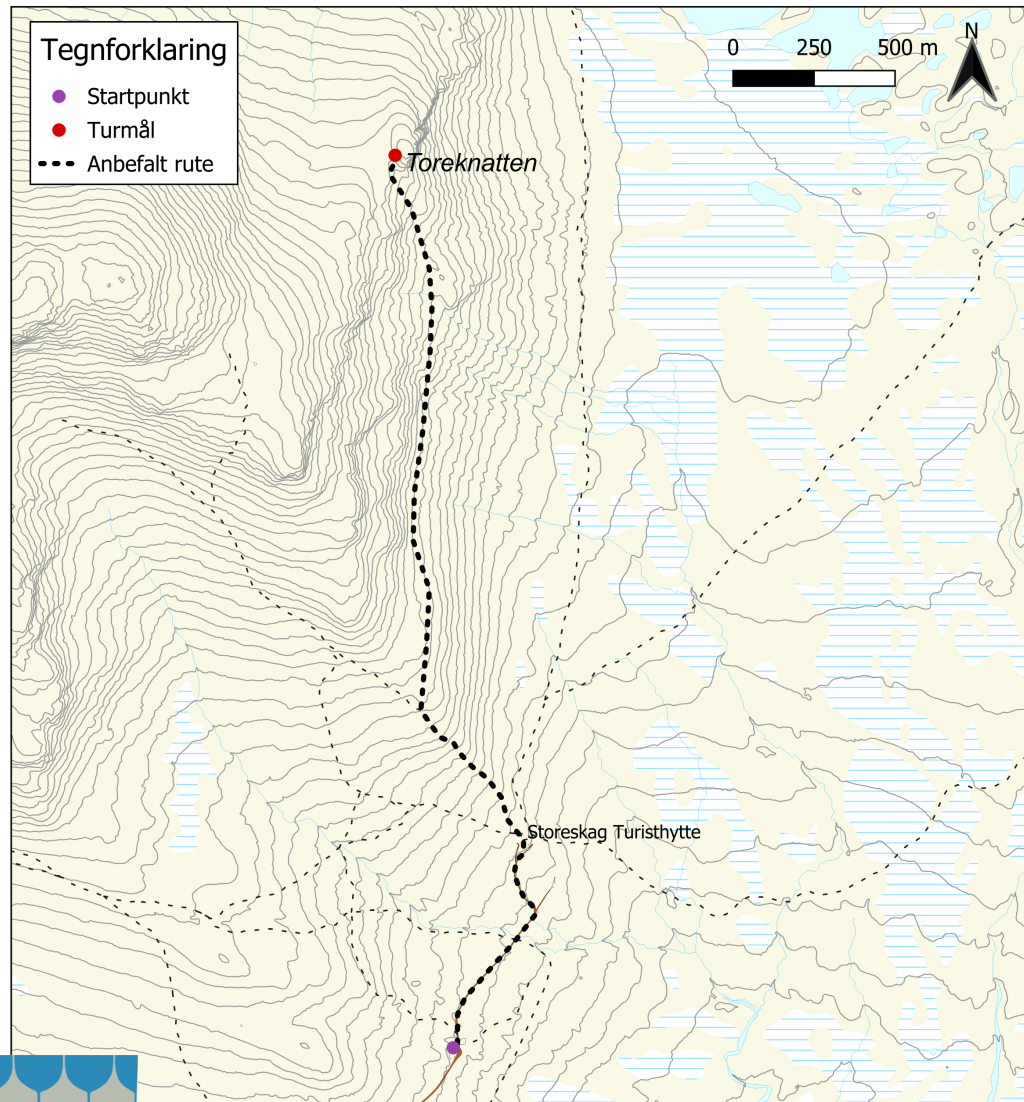 Tegnforklaring
Startpunkt
Turmål
Anbefalt rute
0 250 500 m
N
Toreknatten
Storeskag Turisthytte